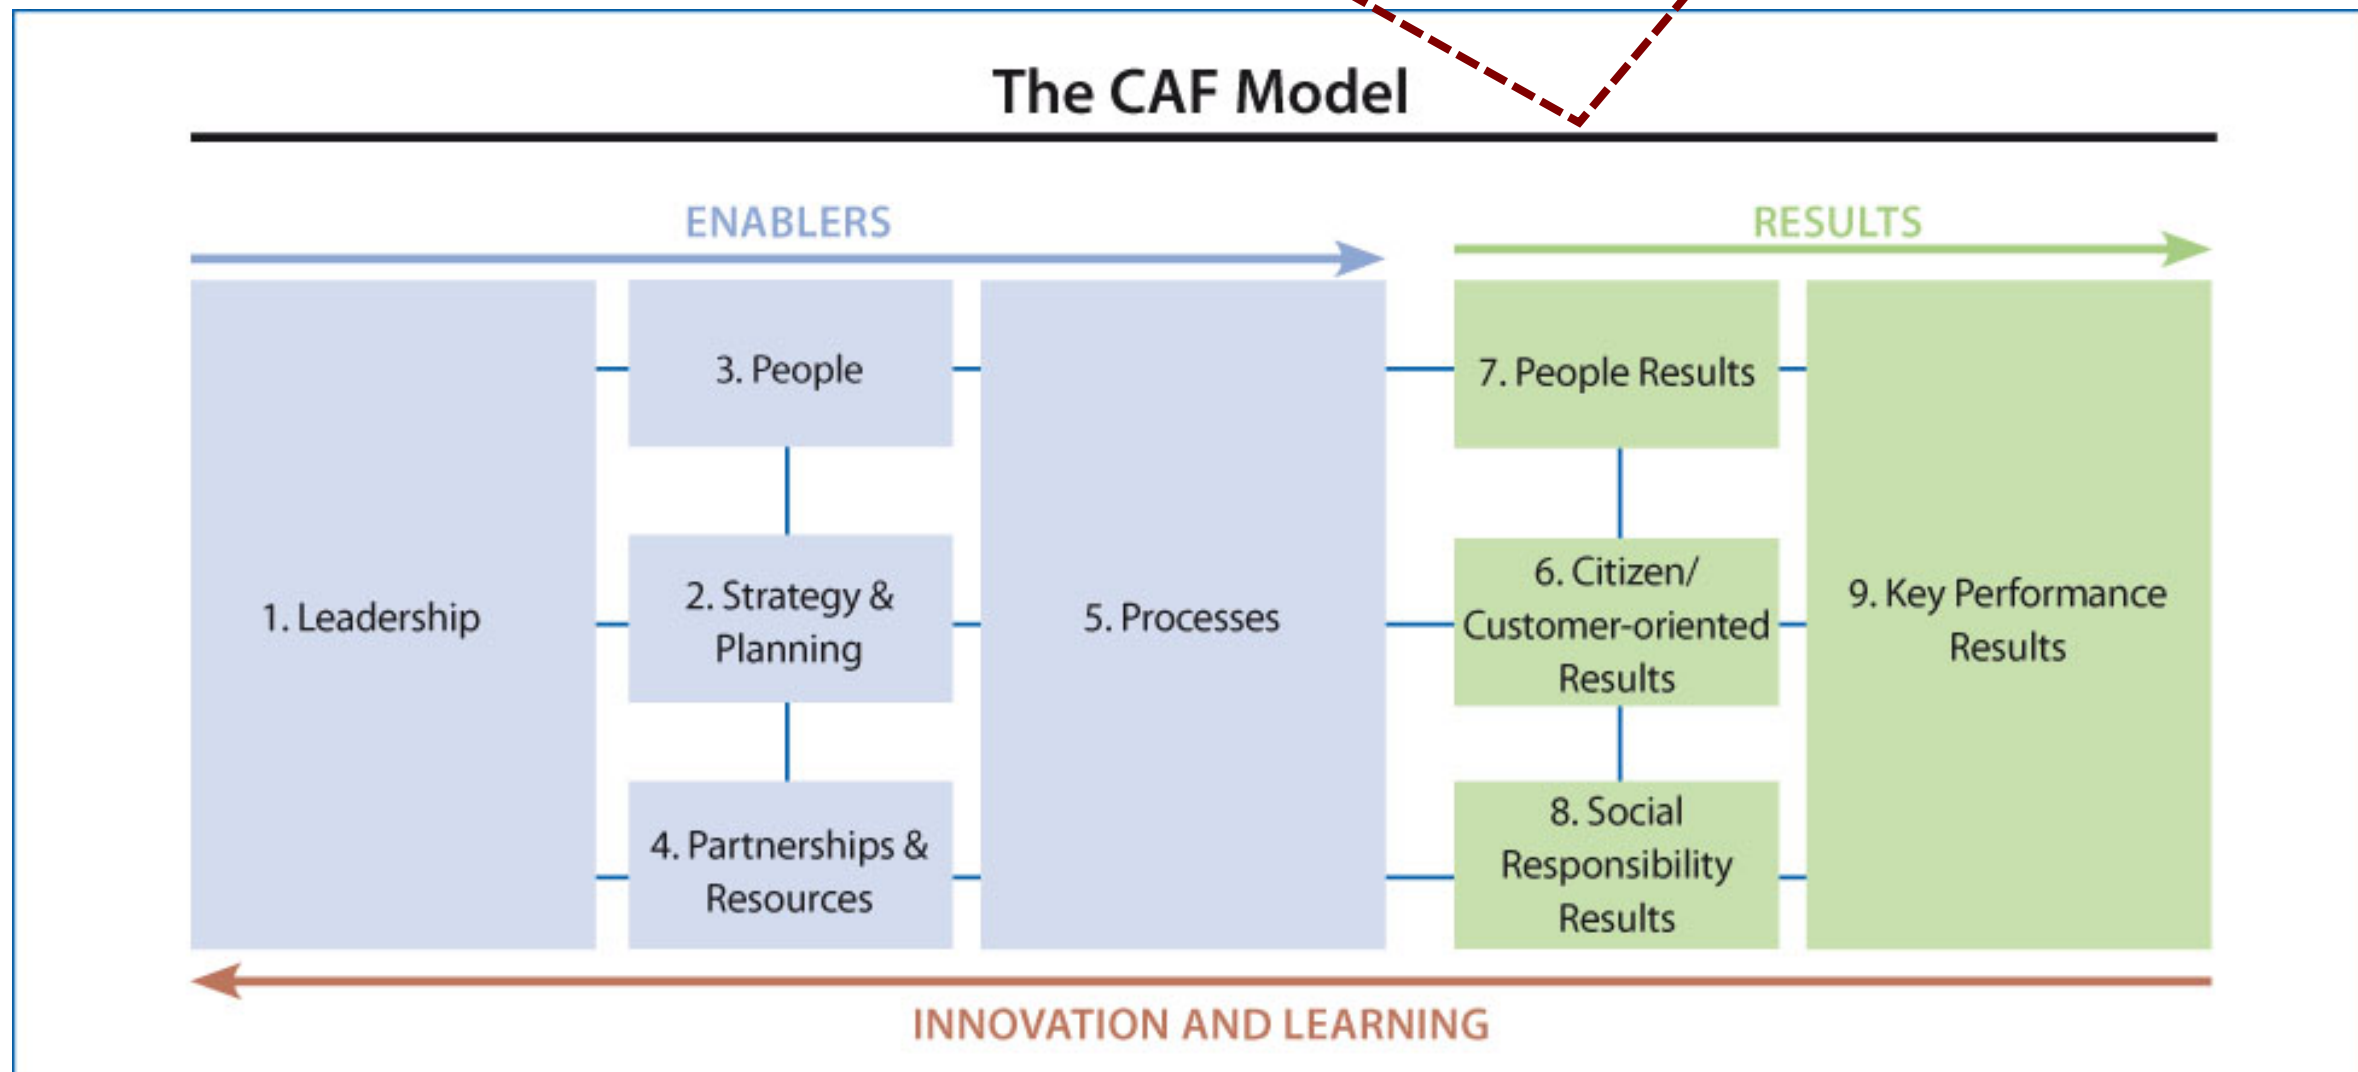 The CAF Model
ENABLERS
RESULTS
1. Leadership
3. People
2. Strategy &
Planning
4. Partnerships &
Resources
5. Processes
7. People Results
6. Citizen/
Customer-oriented
Results
8. Social
Responsibility
Results
9. Key Performance
Results
INNOVATION AND LEARNING